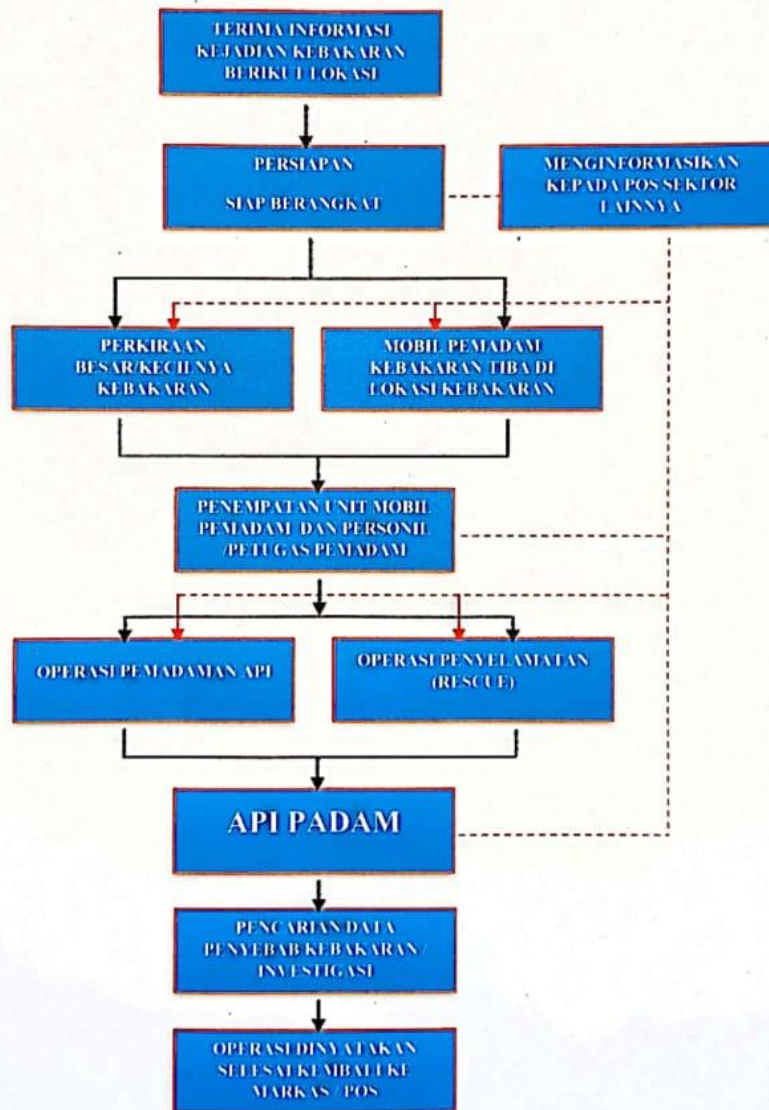 TERIMA INFORMASI
KEJADIAN KEBAKARAN
BERIKUT LOKASI
PERSIAPAN
SIAP BERANGKAT
MENGINFORMASIKAN
KEPADA POS SEKTOR
LAINNYA
PERKIRAAN
BESAR/KECILNYA
KEBAKARAN
MOBIL PEMADAM
KEBAKARAN TIBA DI
LOKASI KEBAKARAN
PENEMPATAN UNIT MOBIL
PEMADAM DAN PERSONIL
/PETUGAS PEMADAM
OPERASI PEMADAMAN API
OPERASI PENYELAMATAN
(RESCUE)
API PADAM
PENCARIAN DATA
PENYEBAB KEBAKARAN /
INVESTIGASI
OPERASI DINYATAKAN
SELESAI KEMBALI KE
MARKAS / POS